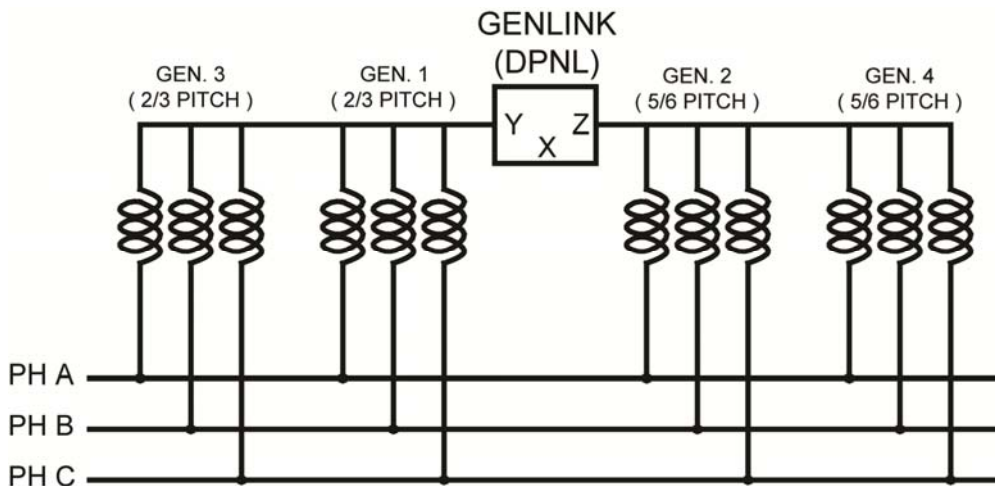 GENLINK
(DPNL)
GEN. 3
( 2/3 PITCH )
GEN. 1
( 2/3 PITCH )
GEN. 2
( 5/6 PITCH )
GEN. 4
( 5/6 PITCH )
Y
Z
X
PH A
PH B
PH C